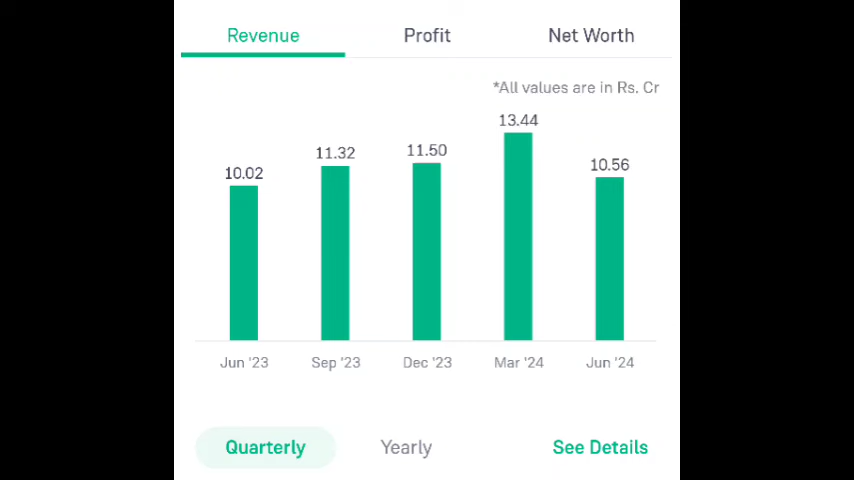 Revenue Profit Net Worth
*All values are in Rs. Cr
10.02 11.32 11.50 13.44 10.56
Jun '23 Sep '23 Dec '23 Mar '24 Jun '24
Quarterly Yearly See Details